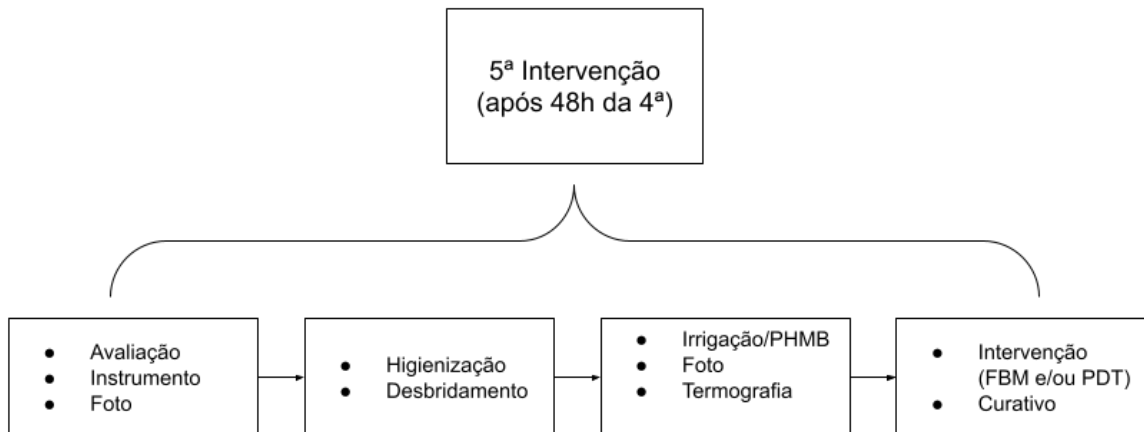 5ª Intervenção
(após 48h da 4ª)
● Avaliação
● Instrumento
● Foto
● Higienização
● Desbridamento
● Irrigação/PHMB
● Foto
● Termografia
● Intervenção
(FBM e/ou PDT)
● Curativo